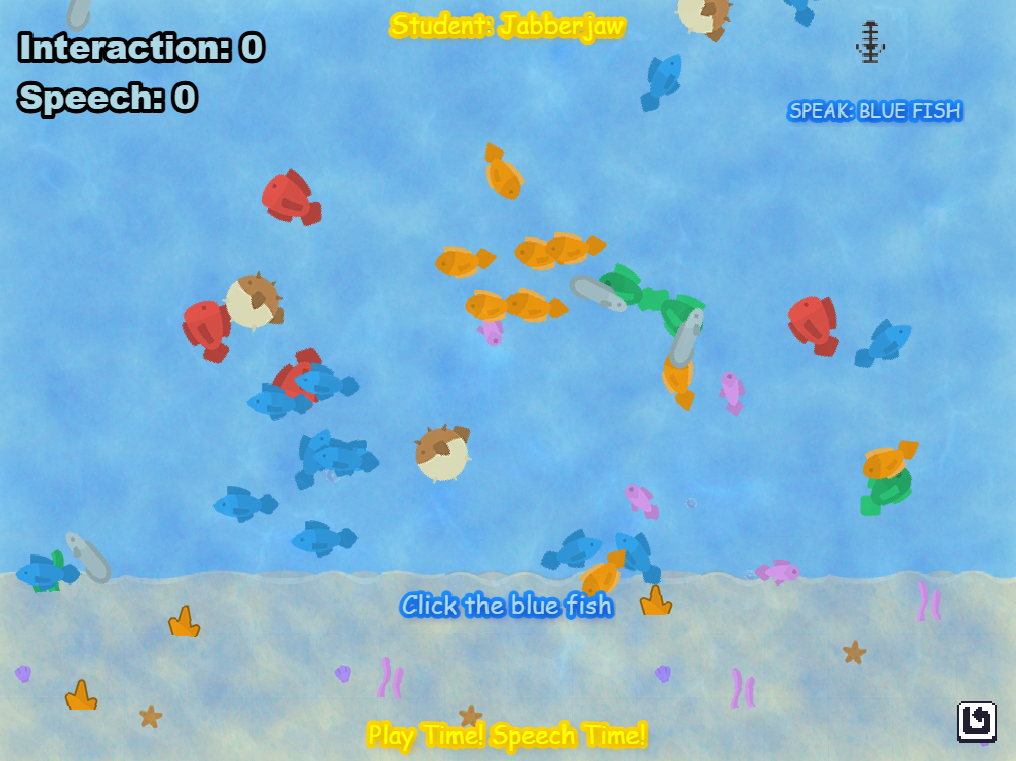 Student: Jabberjaw
Interaction: 0
Speech: 0
SPEAK: BLUE FISH
Click the blue fish
Play Time! Speech Time!